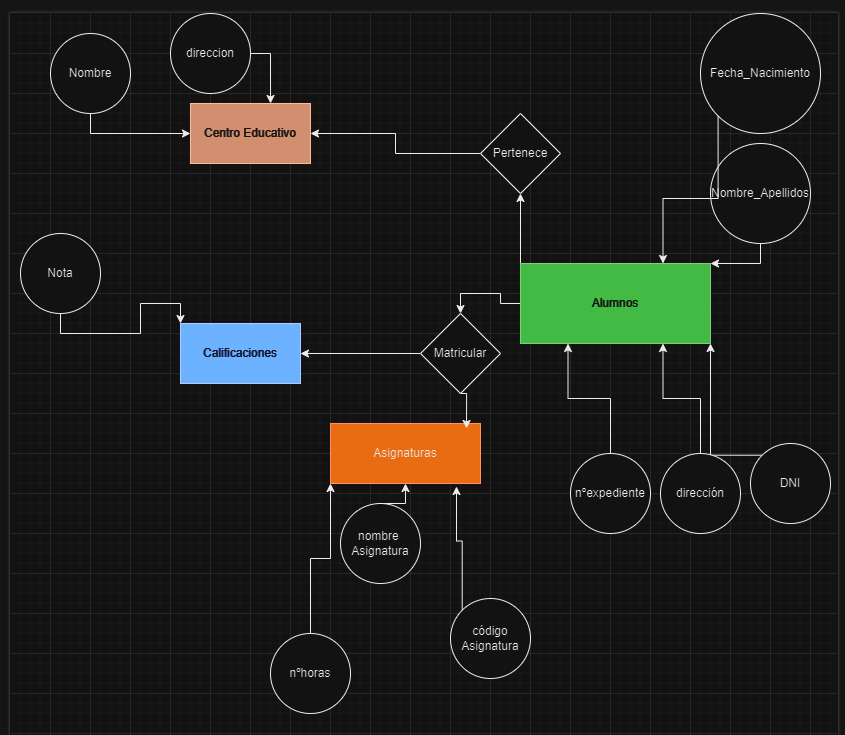 direccion
Nombre
Fecha_Nacimiento
Centro Educativo
Pertenece
Nombre_Apellidos
Nota
Alumnos
Calificaciones
Matricular
Asignaturas
nºexpediente
dirección
DNI
nombre
Asignatura
código
Asignatura
nºhoras